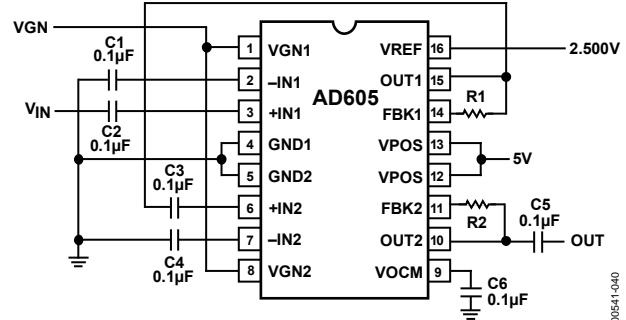 VGN
C1
0.1µF
VIN
C2
0.1µF
C3
0.1µF
C4
0.1µF
AD605
1 VGN1
2 –IN1
3 +IN1
4 GND1
5 GND2
6 +IN2
7 –IN2
8 VGN2
VREF 16
OUT1 15
FBK1 14
VPOS 13
VPOS 12
FBK2 11
OUT2 10
VOCM 9
2.500V
R1
5V
R2
C5
0.1µF
OUT
C6
0.1µF
00541-040